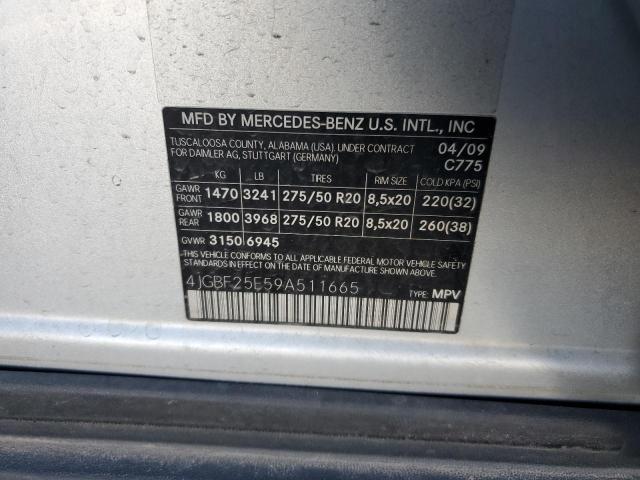 MFD BY MERCEDES-BENZ U.S. INTL., INC
TUSCALOOSA COUNTY, ALABAMA (USA). UNDER CONTRACT 04/09
FOR DAIMLER AG, STUTTGART (GERMANY) C775
KG LB TIRES RIM SIZE COLD KPA (PSI)
GAWR FRONT 1470 3241 275/50 R20 8,5x20 220(32)
GAWR REAR 1800 3968 275/50 R20 8,5x20 260(38)
GVWR 3150 6945
THIS VEHICLE CONFORMS TO ALL APPLICABLE FEDERAL MOTOR VEHICLE SAFETY
STANDARDS IN EFFECT ON THE DATE OF MANUFACTURE SHOWN ABOVE.
4JGBF25E59A511665 TYPE: MPV